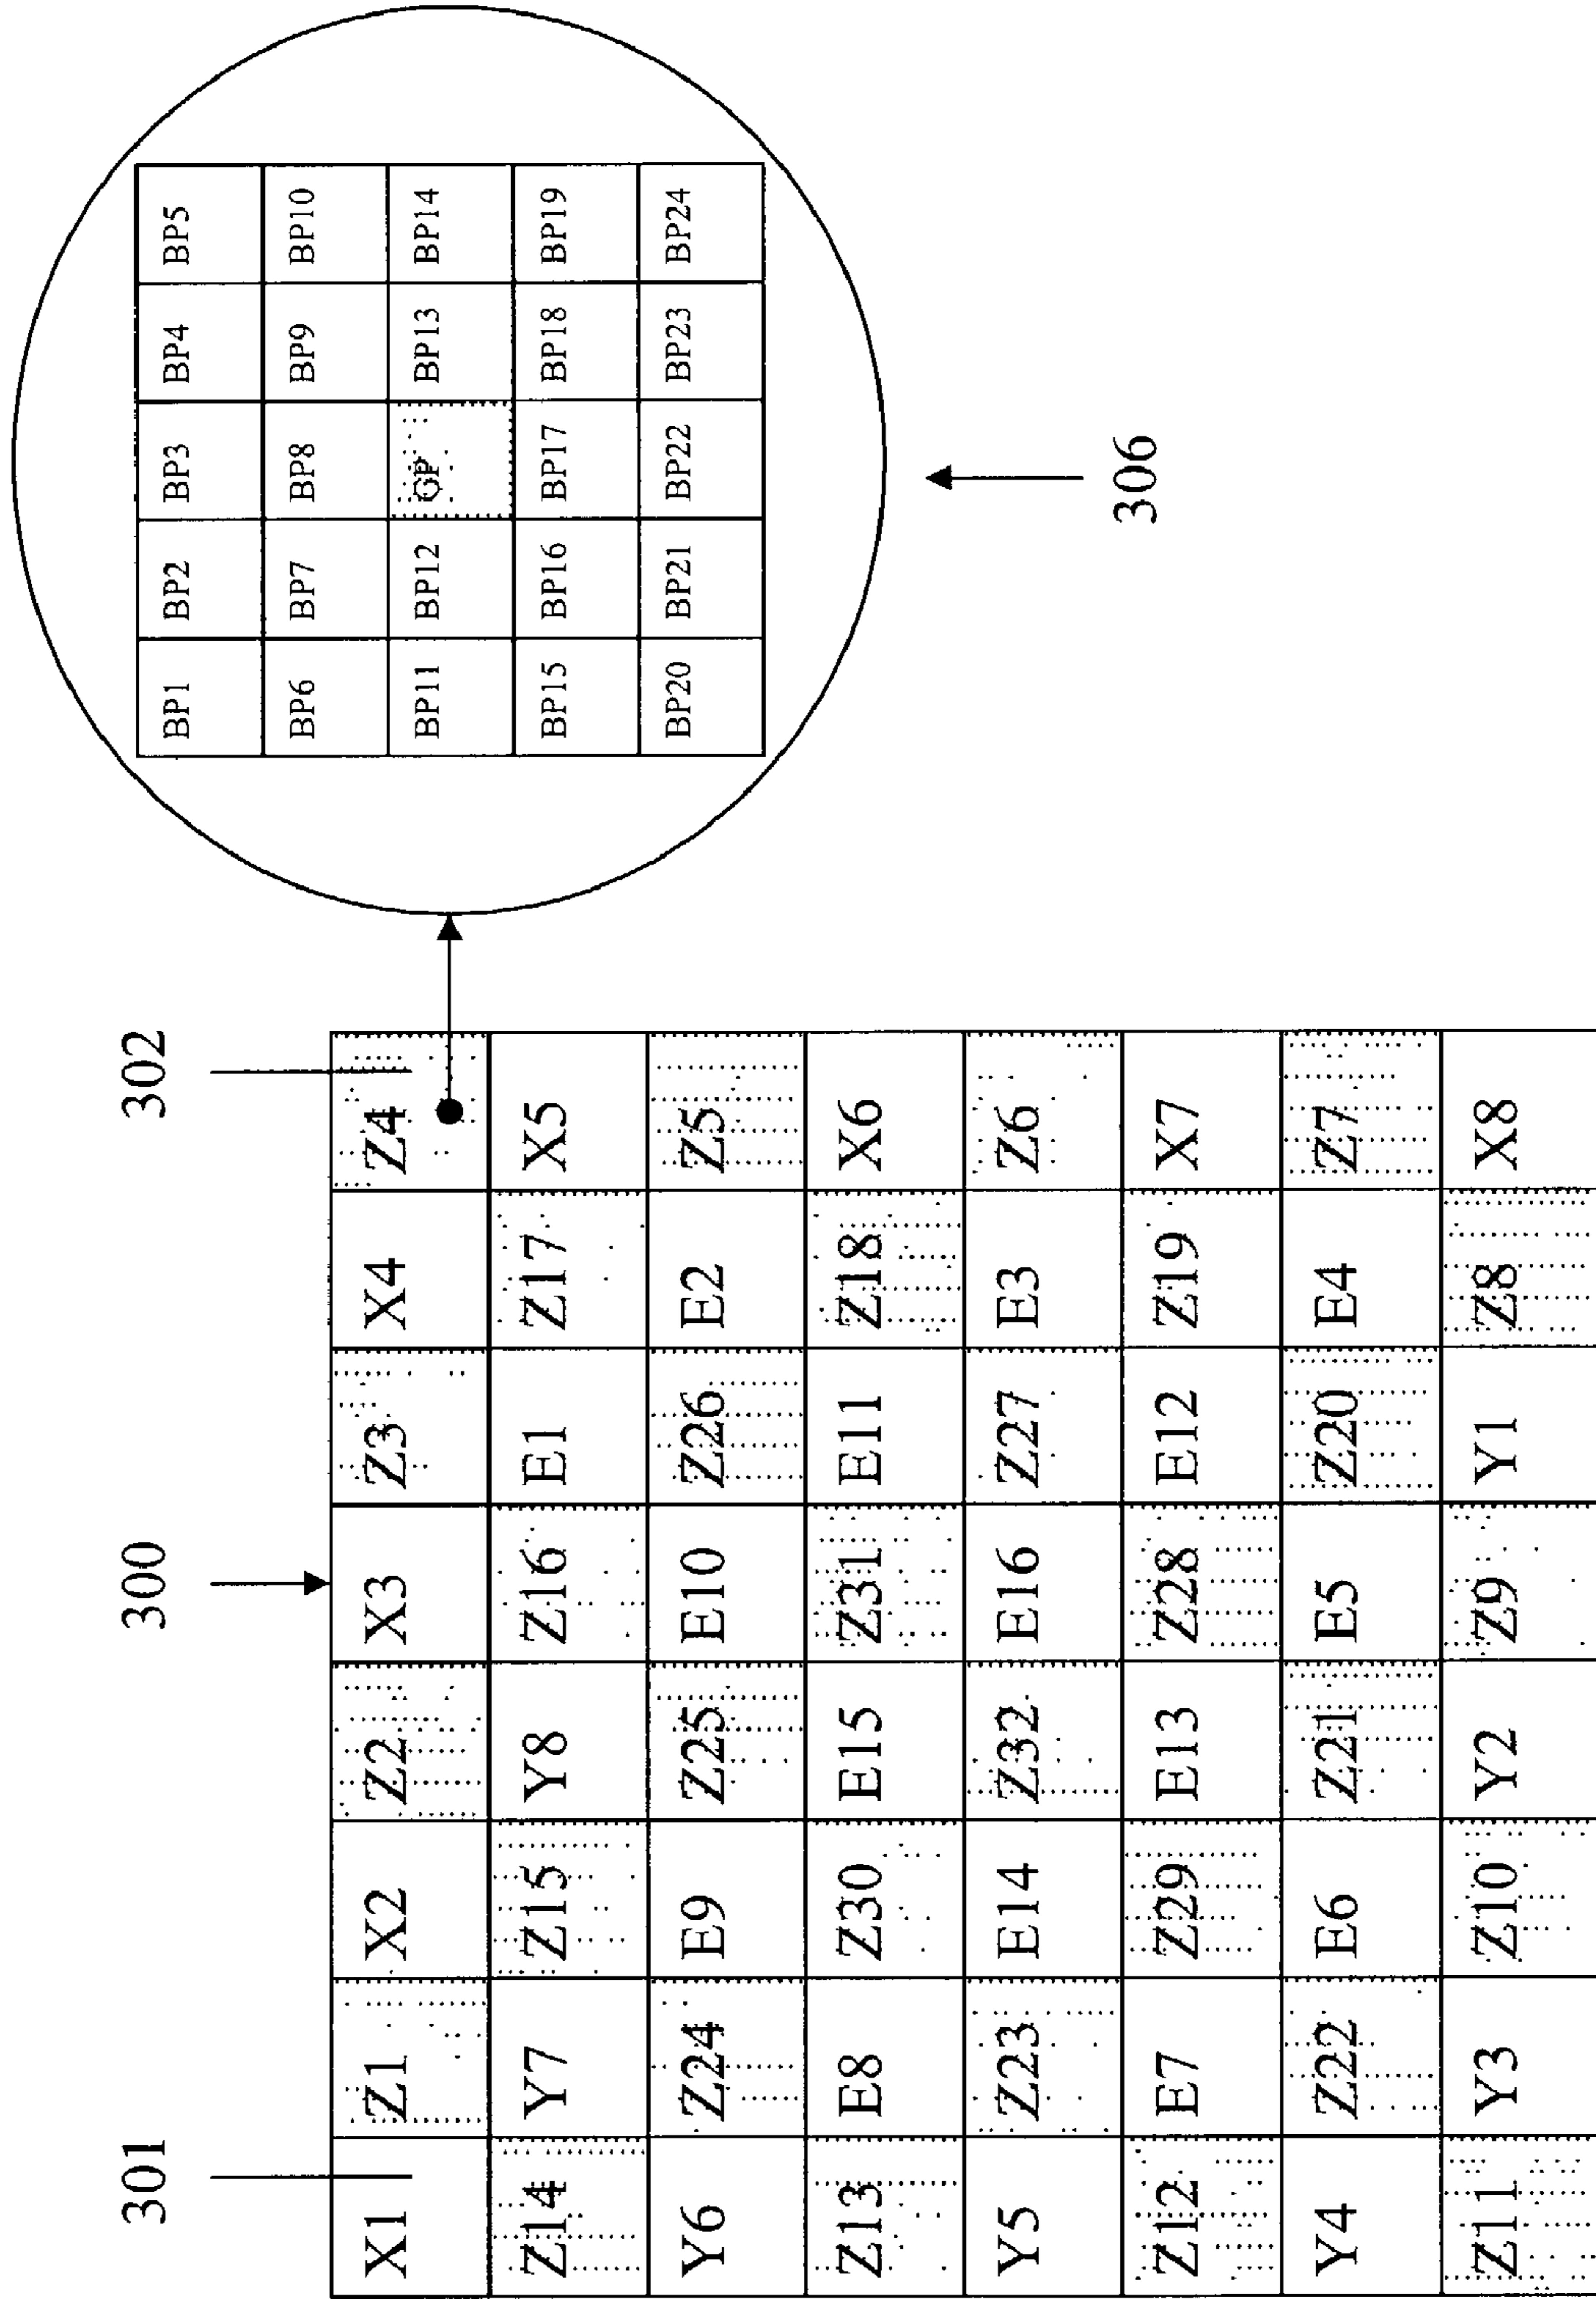 301 300 302
X1 Z1 X2 Z2 X3 Z3 X4 Z4
Z14 Y7 Z15 Y8 Z16 E1 Z17 X5
Y6 Z24 E9 Z25 E10 Z26 E2 Z5
Z13 E8 Z30 E15 Z31 E11 Z18 X6
Y5 Z23 E14 Z32 E16 Z27 E3 Z6
Z12 E7 Z29 E13 Z28 E12 Z19 X7
Y4 Z22 E6 Z21 E5 Z20 E4 Z7
Z11 Y3 Z10 Y2 Z9 Y1 Z8 X8
BP1 BP2 BP3 BP4 BP5
BP6 BP7 BP8 BP9 BP10
BP11 BP12 GP BP13 BP14
BP15 BP16 BP17 BP18 BP19
BP20 BP21 BP22 BP23 BP24
306